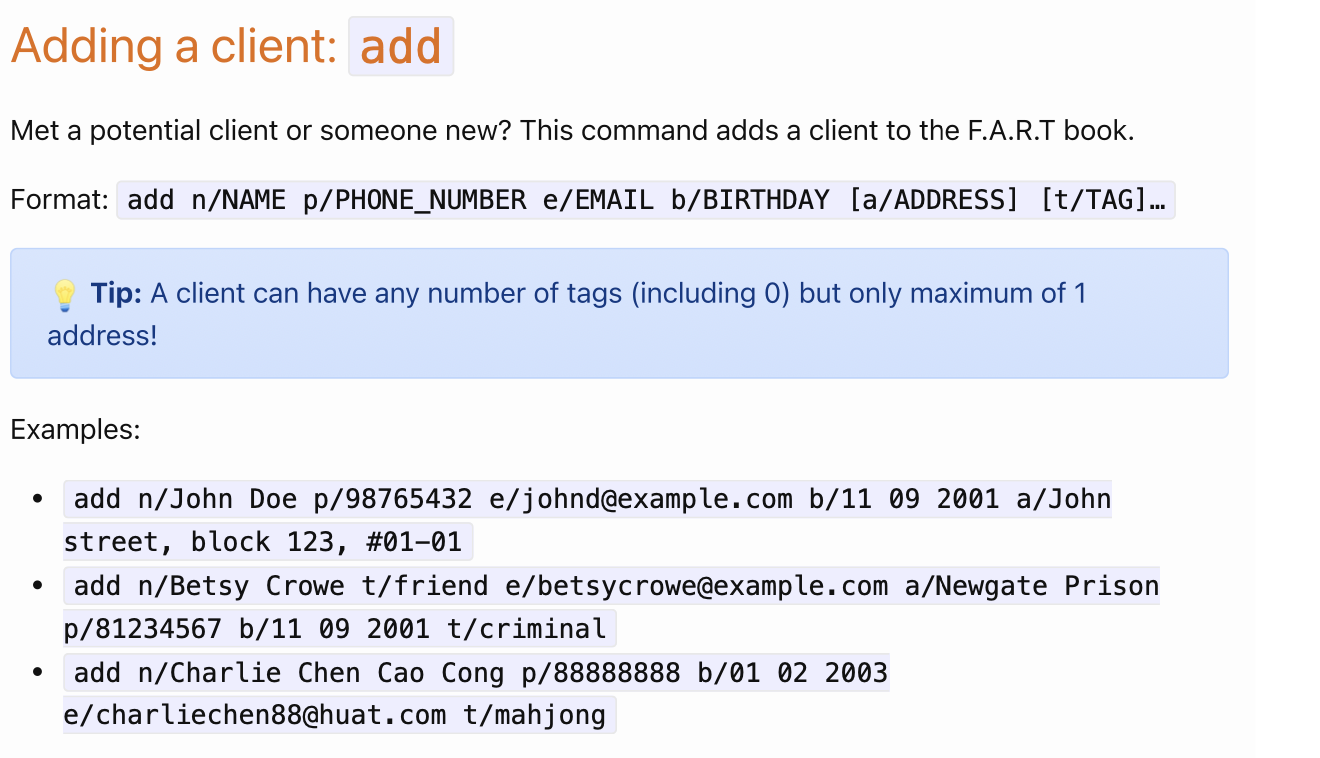 Adding a client: add
Met a potential client or someone new? This command adds a client to the F.A.R.T book.
Format: add n/NAME p/PHONE_NUMBER e/EMAIL b/BIRTHDAY [a/ADDRESS] [t/TAG]…
💡 Tip: A client can have any number of tags (including 0) but only maximum of 1
address!
Examples:
• add n/John Doe p/98765432 e/johnd@example.com b/11 09 2001 a/John
street, block 123, #01-01
• add n/Betsy Crowe t/friend e/betsycrowe@example.com a/Newgate Prison
p/81234567 b/11 09 2001 t/criminal
• add n/Charlie Chen Cao Cong p/88888888 b/01 02 2003
e/charliechen88@huat.com t/mahjong